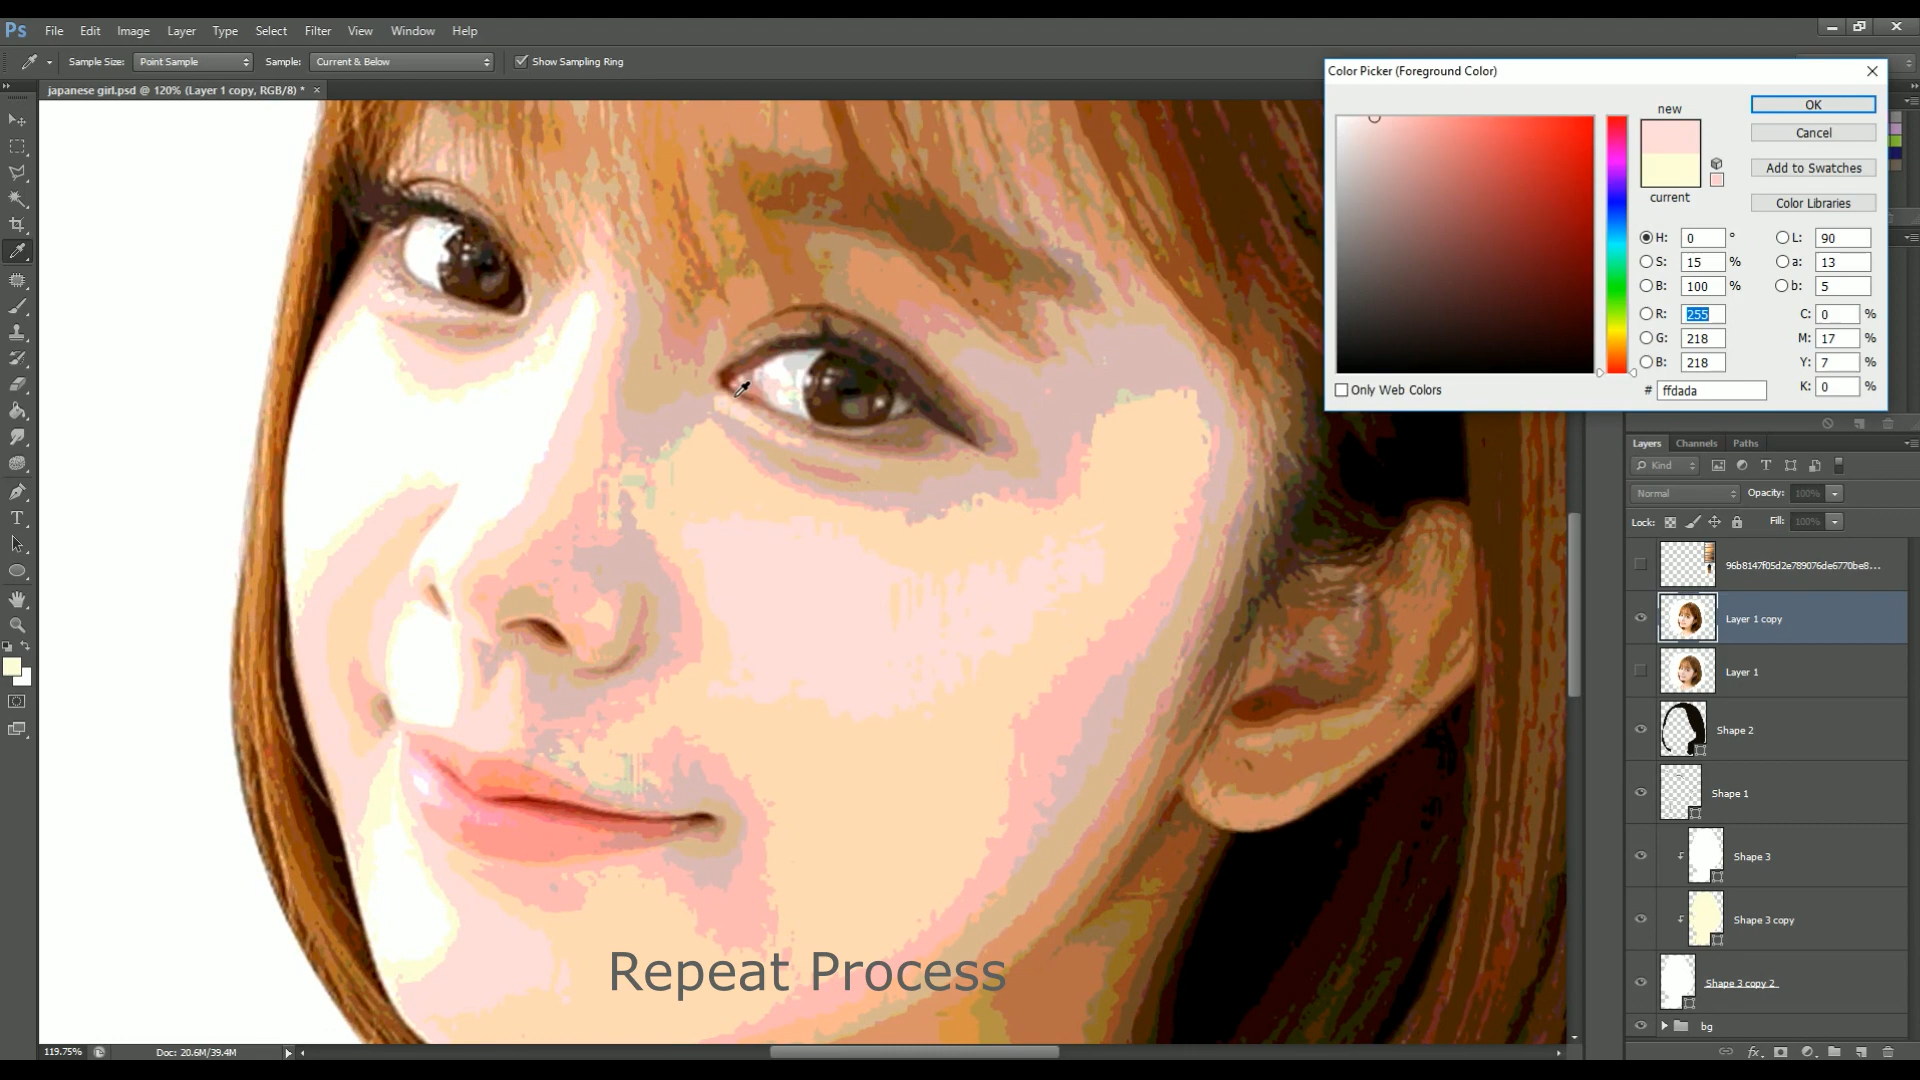 Ps File Edit Image Layer Type Select Filter View Window Help
Sample Size: Point Sample Sample: Current & Below Show Sampling Ring
japanese girl.psd @ 120% (Layer 1 copy, RGB/8) * ×
Color Picker (Foreground Color)
new
OK
Cancel
Add to Swatches
current
Color Libraries
H: 0 ° L: 90
S: 15 % a: 13
B: 100 % b: 5
R: 255 C: 0 %
G: 218 M: 17 %
B: 218 Y: 7 %
# ffdada K: 0 %
Only Web Colors
Layers Channels Paths
Kind
Normal Opacity: 100%
Lock: Fill: 100%
96b8147f05d2e789076de6770be8...
Layer 1 copy
Layer 1
Shape 2
Shape 1
Shape 3
Shape 3 copy
Shape 3 copy 2
bg
Repeat Process
119.75% Doc: 20.6M/39.4M